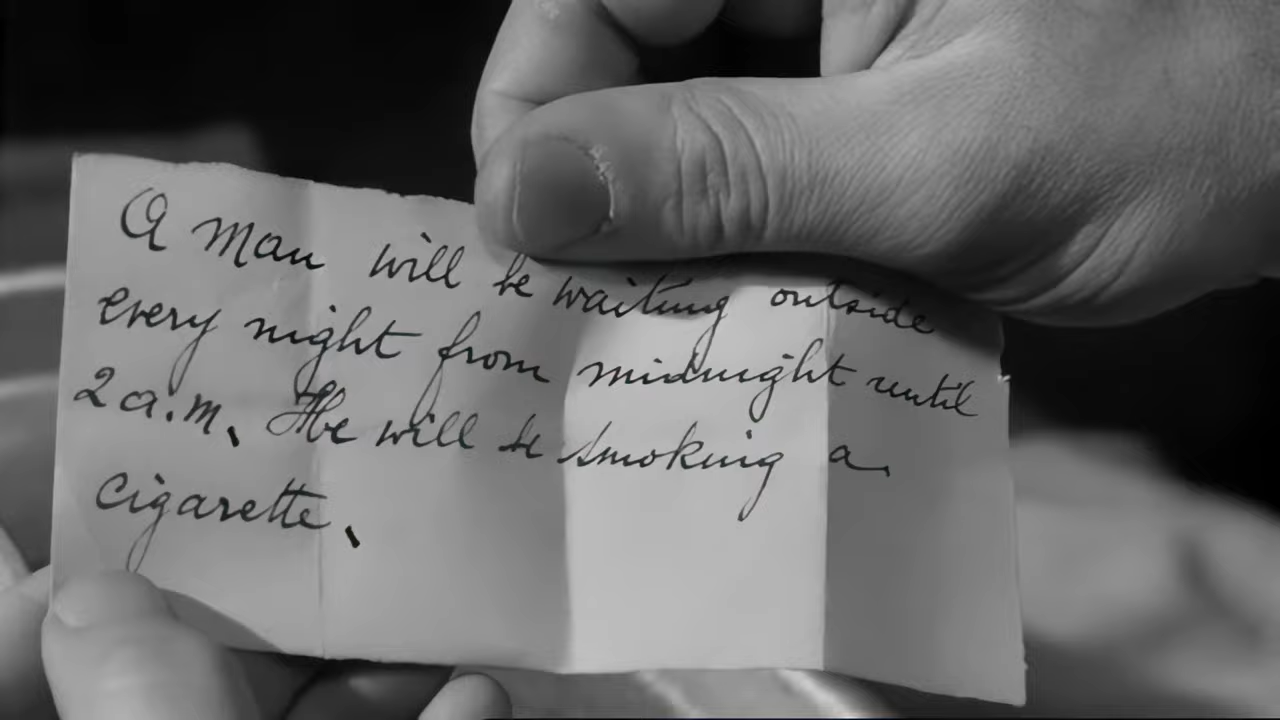 A Man will be waiting outside
every night from midnight until
2 a.m. He will be smoking a
cigarette.